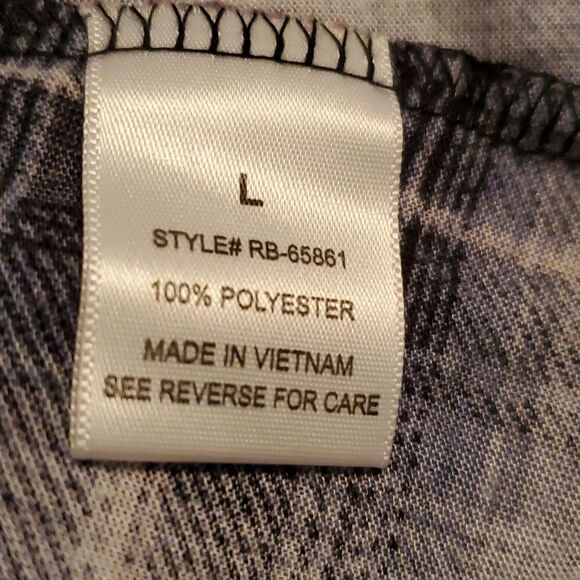 L
STYLE# RB-65861
100% POLYESTER
MADE IN VIETNAM
SEE REVERSE FOR CARE